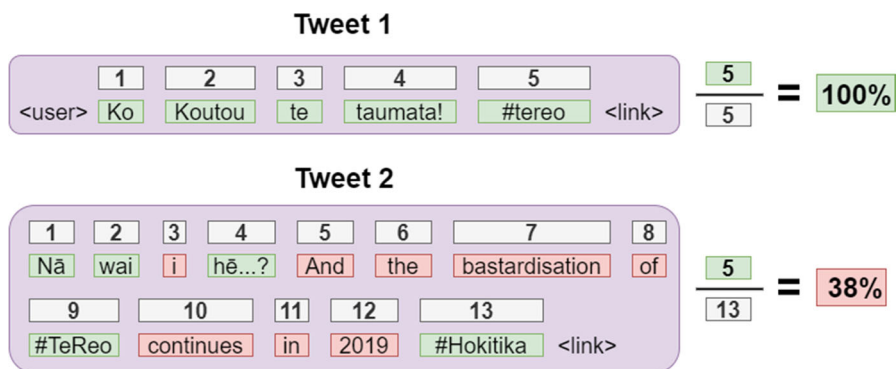 Tweet 1
1 2 3 4 5
<user> Ko Koutou te taumata! #tereo <link>
5
5
= 100%
Tweet 2
1 2 3 4 5 6 7 8
Nā wai i hē...? And the bastardisation of
9 10 11 12 13
#TeReo continues in 2019 #Hokitika <link>
5
13
= 38%